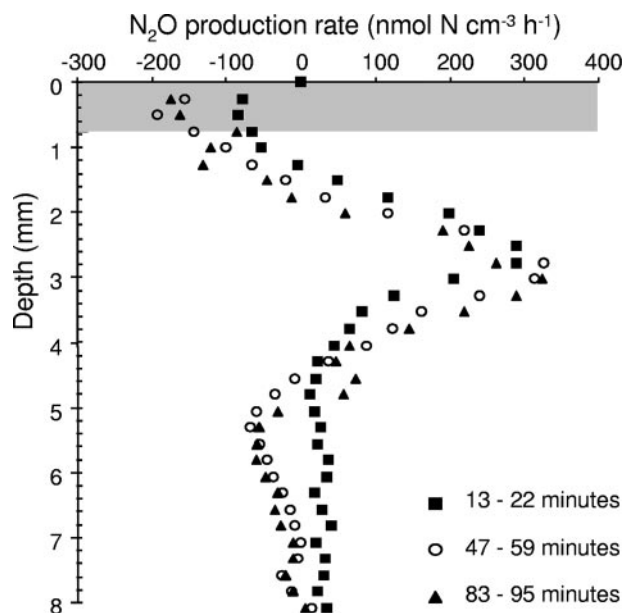 N₂O production rate (nmol N cm⁻³ h⁻¹)
-300 -200 -100 0 100 200 300 400
Depth (mm)
0
1
2
3
4
5
6
7
8
13 - 22 minutes
47 - 59 minutes
83 - 95 minutes